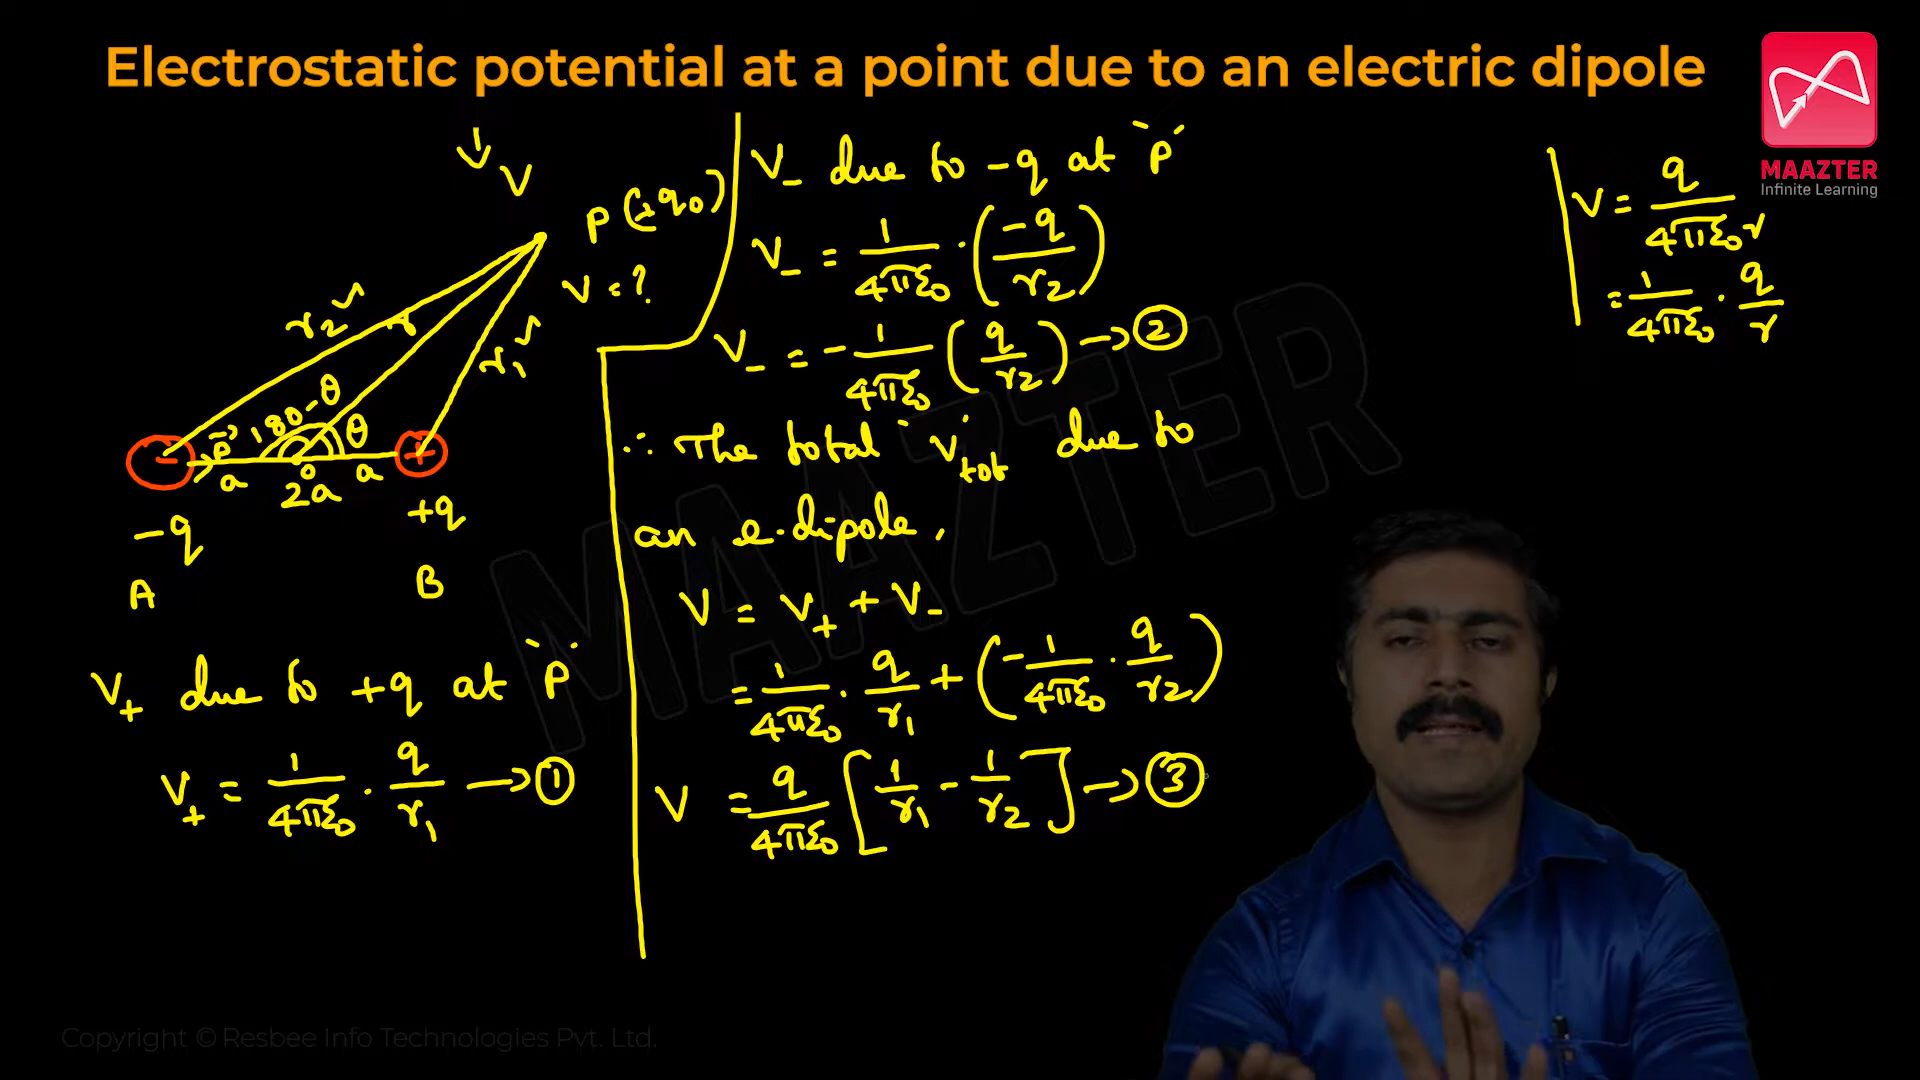 Electrostatic potential at a point due to an electric dipole
MAAZTER
Infinite Learning
V
P (+q₀)
V = ?
r₂
r
r₁
180-θ
θ
p⃗
a
o
a
2a
-q
+q
A
B
V₊ due to +q at `P´
V₊ = 1/4πε₀ · q/r₁ → ①
V₋ due to -q at `P´
V₋ = 1/4πε₀ · (-q/r₂)
V₋ = - 1/4πε₀ (q/r₂) → ②
∴ The total `V´tot due to
an e.dipole,
V = V₊ + V₋
= 1/4πε₀ · q/r₁ + (- 1/4πε₀ · q/r₂)
V = q/4πε₀ [1/r₁ - 1/r₂] → ③
V = q/4πε₀r
= 1/4πε₀ · q/r
MAAZTER
Copyright © Resbee Info Technologies Pvt. Ltd.